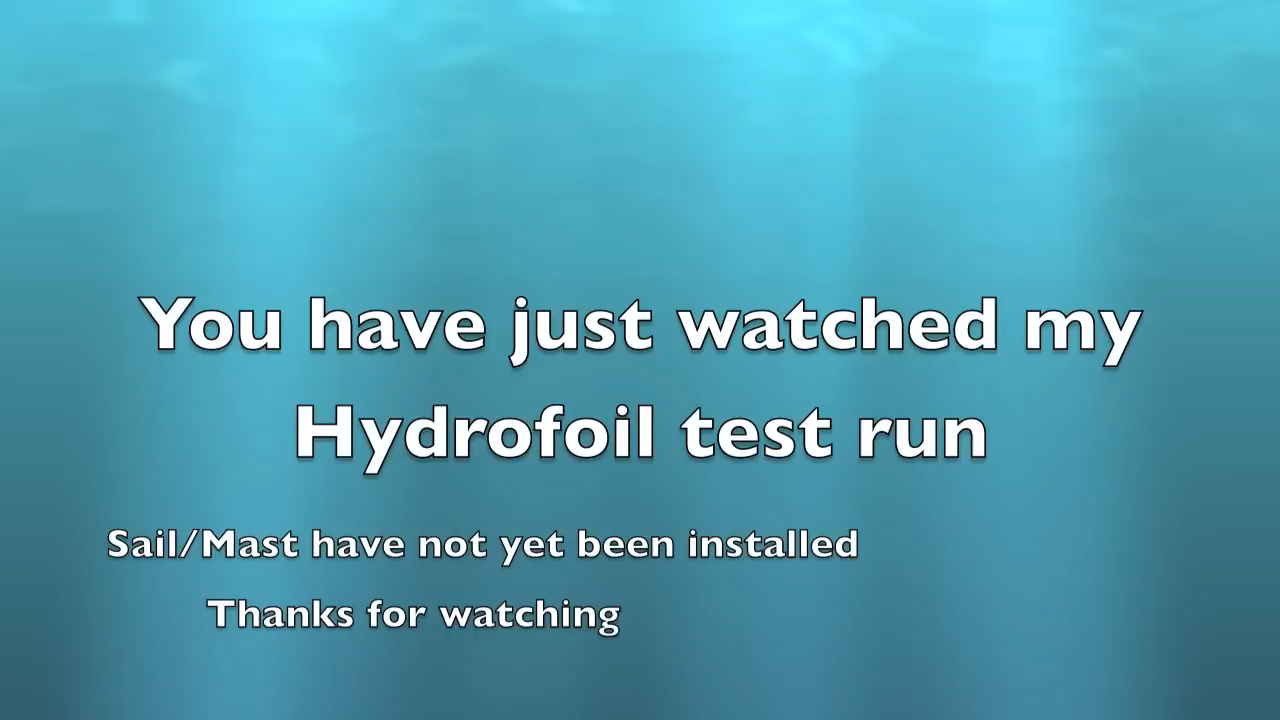 You have just watched my
Hydrofoil test run
Sail/Mast have not yet been installed
Thanks for watching